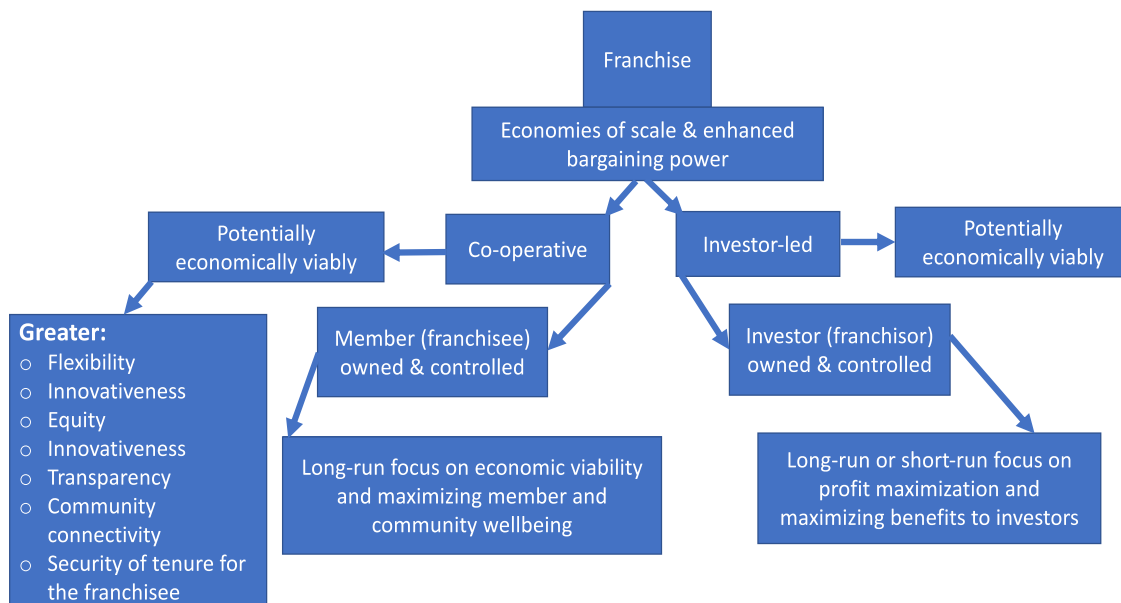 Franchise
Economies of scale & enhanced
bargaining power
Potentially
economically viably
Co-operative
Investor-led
Potentially
economically viably
Greater:
○ Flexibility
○ Innovativeness
○ Equity
○ Innovativeness
○ Transparency
○ Community
connectivity
○ Security of tenure for
the franchisee
Member (franchisee)
owned & controlled
Investor (franchisor)
owned & controlled
Long-run focus on economic viability
and maximizing member and
community wellbeing
Long-run or short-run focus on
profit maximization and
maximizing benefits to investors